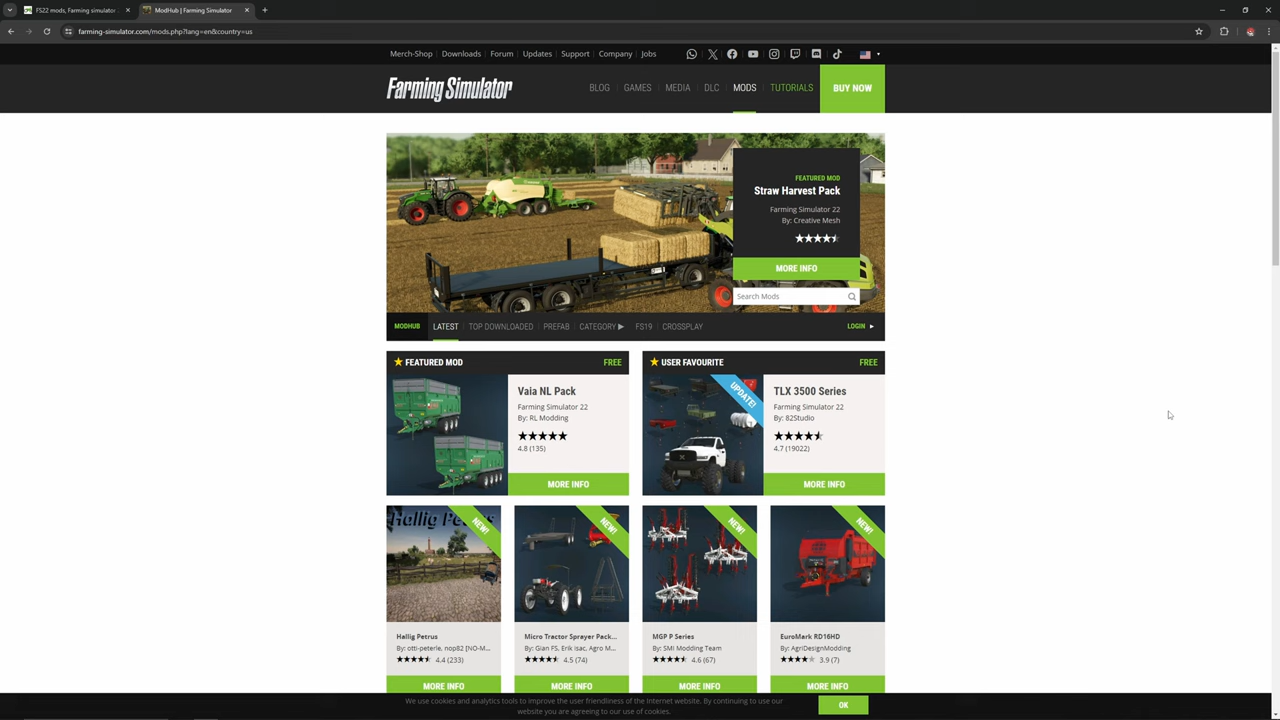 FS22 mods, Farming simulator
ModHub | Farming Simulator
farming-simulator.com/mods.php?lang=en&country=us
Merch-Shop Downloads Forum Updates Support Company Jobs
Farming Simulator
BLOG GAMES MEDIA DLC MODS TUTORIALS BUY NOW
FEATURED MOD
Straw Harvest Pack
Farming Simulator 22
By: Creative Mesh
MORE INFO
Search Mods
MODHUB LATEST TOP DOWNLOADED PREFAB CATEGORY FS19 CROSSPLAY LOGIN
FEATURED MOD FREE
Vaia NL Pack
Farming Simulator 22
By: RL Modding
4.8 (135)
MORE INFO
USER FAVOURITE FREE
UPDATE!
TLX 3500 Series
Farming Simulator 22
By: 82Studio
4.7 (19022)
MORE INFO
Hallig Petrus
NEW!
Hallig Petrus
By: otti-peterle, nop82 [NO-M...
4.4 (233)
MORE INFO
NEW!
Micro Tractor Sprayer Pack...
By: Gian FS, Erik isac, Agro M...
4.5 (74)
MORE INFO
NEW!
MGP P Series
By: SMI Modding Team
4.6 (67)
MORE INFO
NEW!
EuroMark RD16HD
By: AgriDesignModding
3.9 (7)
MORE INFO
We use cookies and analytics tools to improve the user friendliness of the Internet website. By continuing to use our
website you are agreeing to our use of cookies.
OK